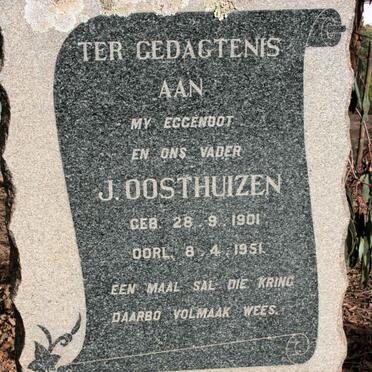 TER GEDAGTENIS
AAN
MY EGGENOOT
EN ONS VADER
J. OOSTHUIZEN
GEB. 28.9.1901
OORL. 8.4.1951.
EEN MAAL SAL DIE KRING
DAARBO VOLMAAK WEES.